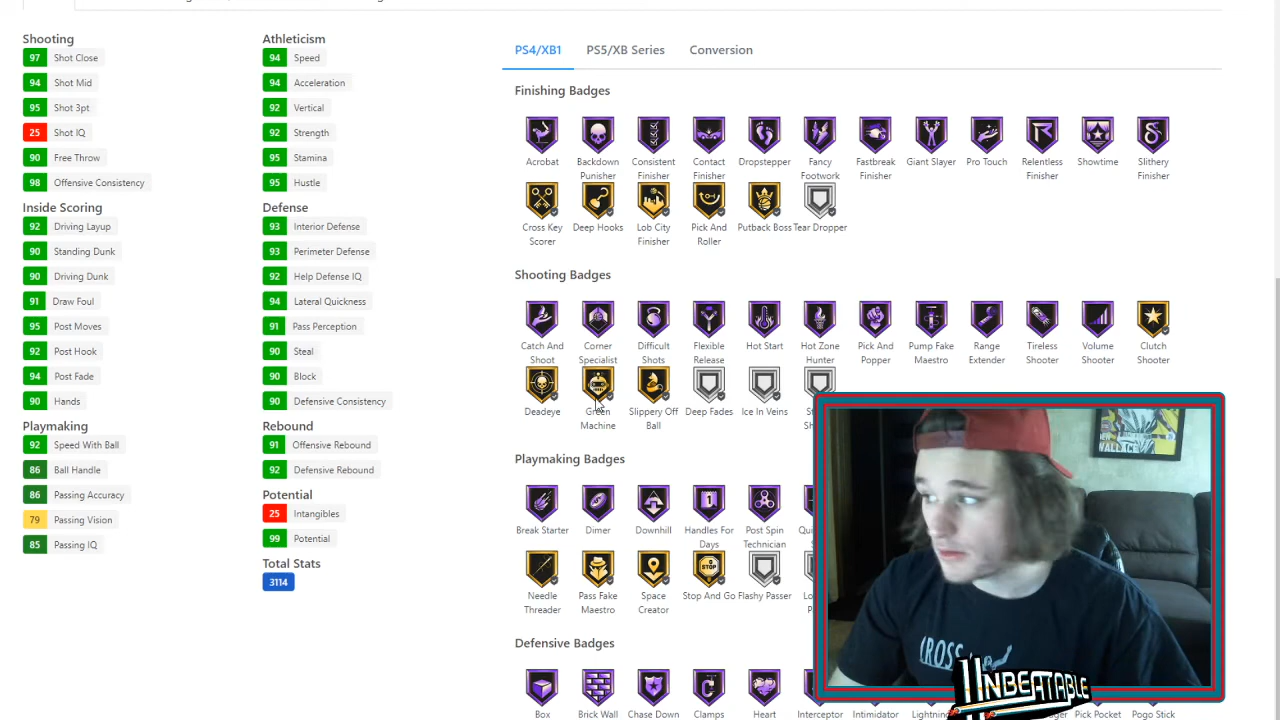 Shooting
97 Shot Close
94 Shot Mid
95 Shot 3pt
25 Shot IQ
90 Free Throw
98 Offensive Consistency
Inside Scoring
92 Driving Layup
90 Standing Dunk
90 Driving Dunk
91 Draw Foul
95 Post Moves
92 Post Hook
94 Post Fade
90 Hands
Playmaking
92 Speed With Ball
86 Ball Handle
86 Passing Accuracy
79 Passing Vision
85 Passing IQ
Athleticism
94 Speed
94 Acceleration
92 Vertical
92 Strength
95 Stamina
95 Hustle
Defense
93 Interior Defense
93 Perimeter Defense
92 Help Defense IQ
94 Lateral Quickness
91 Pass Perception
90 Steal
90 Block
90 Defensive Consistency
Rebound
91 Offensive Rebound
92 Defensive Rebound
Potential
25 Intangibles
99 Potential
Total Stats
3114
PS4/XB1 PS5/XB Series Conversion
Finishing Badges
Acrobat Backdown Consistent Contact Dropstepper Fancy Fastbreak Giant Slayer Pro Touch Relentless Showtime Slithery
Punisher Finisher Finisher Footwork Finisher Finisher Finisher
Cross Key Deep Hooks Lob City Pick And Putback Boss Tear Dropper
Scorer Finisher Roller
Shooting Badges
Catch And Corner Difficult Flexible Hot Start Hot Zone Pick And Pump Fake Range Tireless Volume Clutch
Shoot Specialist Shots Release Hunter Popper Maestro Extender Shooter Shooter Shooter
Deadeye Green Slippery Off Deep Fades Ice In Veins
Machine Ball
Playmaking Badges
Break Starter Dimer Downhill Handles For Post Spin
Days Technician
STOP
Needle Pass Fake Space Stop And Go Flashy Passer
Threader Maestro Creator
Defensive Badges
Box Brick Wall Chase Down Clamps Heart Interceptor Intimidator Pick Pocket Pogo Stick
WALLACE
CROSS
UNBEATABLE